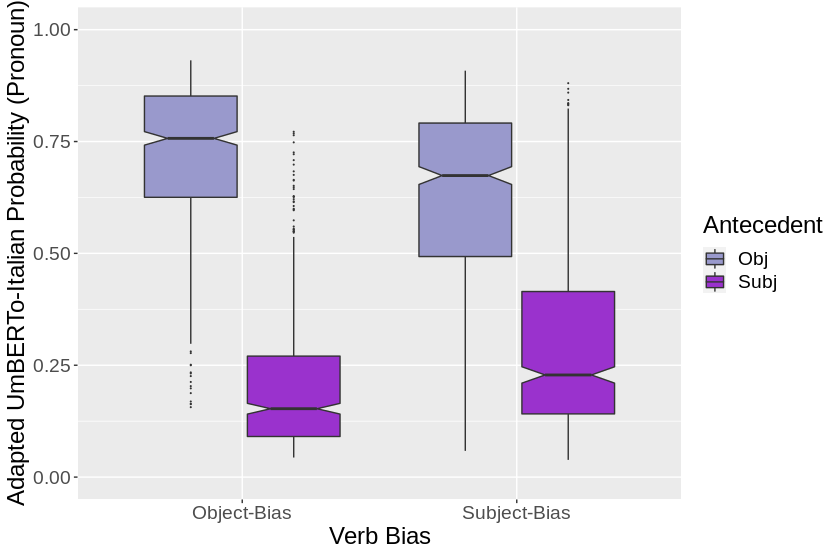 Adapted UmBERTo-Italian Probability (Pronoun)
1.00
0.75
0.50
0.25
0.00
Object-Bias
Subject-Bias
Verb Bias
Antecedent
Obj
Subj